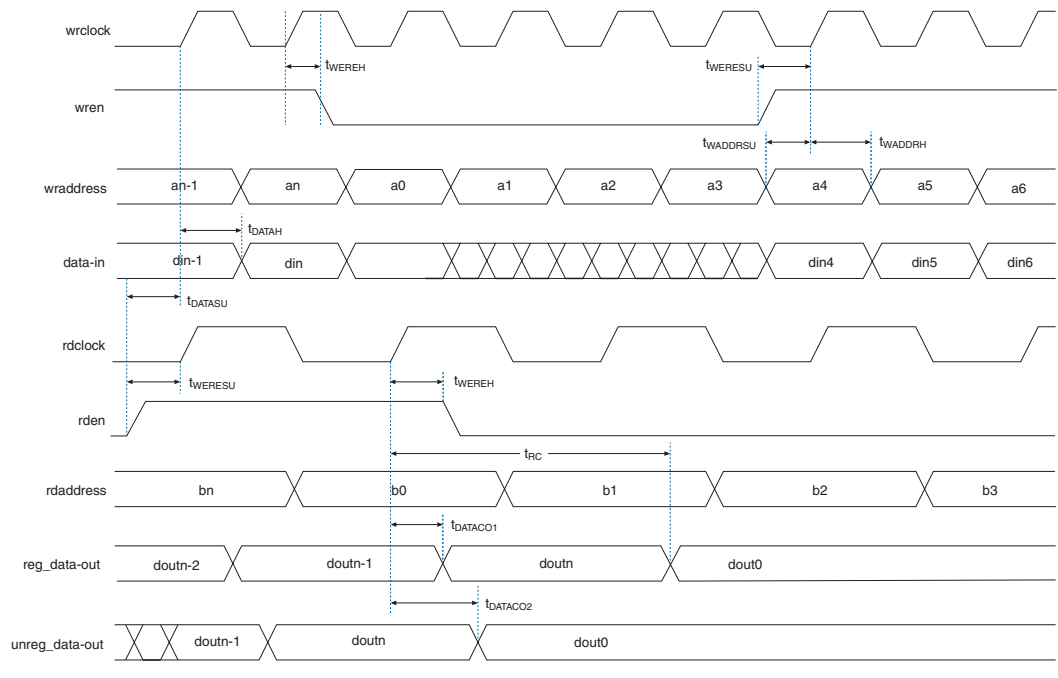 wrclock
tWEREH tWERESU
wren
tWADDRSU tWADDRH
wraddress an-1 an a0 a1 a2 a3 a4 a5 a6
tDATAH
data-in din-1 din din4 din5 din6
tDATASU
rdclock
tWERESU tWEREH
rden
tRC
rdaddress bn b0 b1 b2 b3
tDATACO1
reg_data-out doutn-2 doutn-1 doutn dout0
tDATACO2
unreg_data-out doutn-1 doutn dout0